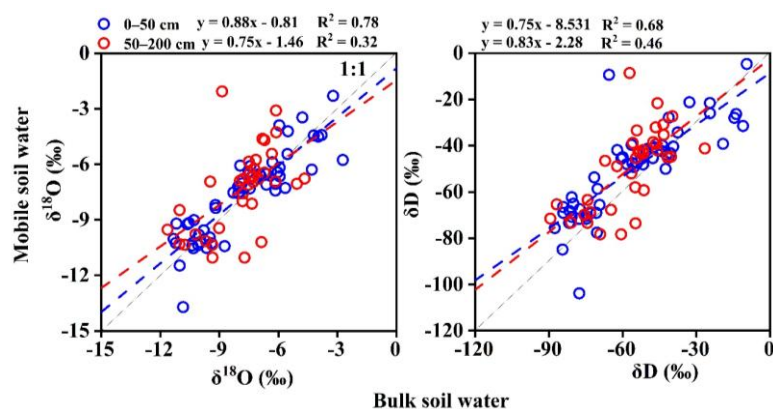 0–50 cm y = 0.88x - 0.81 R² = 0.78
50–200 cm y = 0.75x - 1.46 R² = 0.32
y = 0.75x - 8.531 R² = 0.68
y = 0.83x - 2.28 R² = 0.46
1:1
0
-3
-6
-9
-12
-15
Mobile soil water
δ¹⁸O (‰)
-15 -12 -9 -6 -3 0
δ¹⁸O (‰)
0
-20
-40
-60
-80
-100
-120
δD (‰)
-120 -90 -60 -30 0
δD (‰)
Bulk soil water